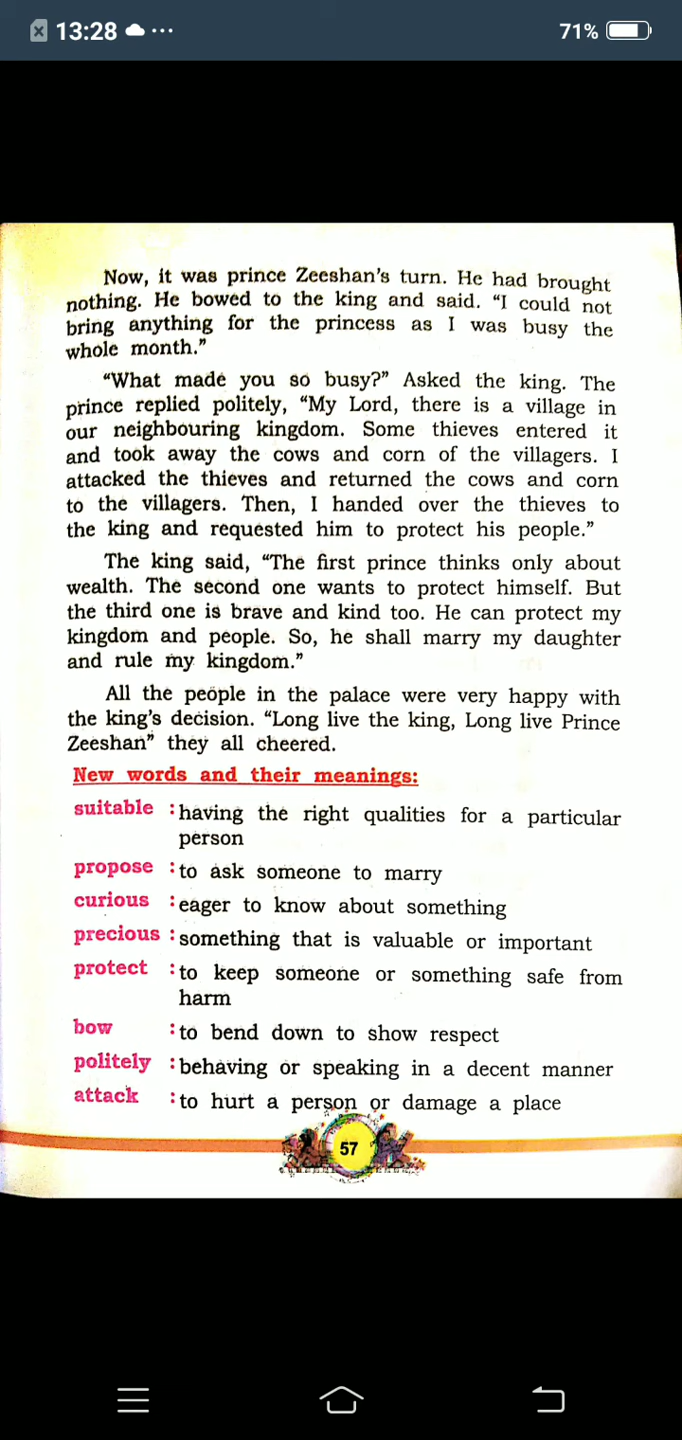 13:28
71%
Now, it was prince Zeeshan's turn. He had brought
nothing. He bowed to the king and said. “I could not
bring anything for the princess as I was busy the
whole month.”
“What made you so busy?” Asked the king. The
prince replied politely, “My Lord, there is a village in
our neighbouring kingdom. Some thieves entered it
and took away the cows and corn of the villagers. I
attacked the thieves and returned the cows and corn
to the villagers. Then, I handed over the thieves to
the king and requested him to protect his people.”
The king said, “The first prince thinks only about
wealth. The second one wants to protect himself. But
the third one is brave and kind too. He can protect my
kingdom and people. So, he shall marry my daughter
and rule my kingdom.”
All the people in the palace were very happy with
the king's decision. “Long live the king, Long live Prince
Zeeshan” they all cheered.
New words and their meanings:
suitable : having the right qualities for a particular
person
propose : to ask someone to marry
curious : eager to know about something
precious : something that is valuable or important
protect : to keep someone or something safe from
harm
bow : to bend down to show respect
politely : behaving or speaking in a decent manner
attack : to hurt a person or damage a place
57